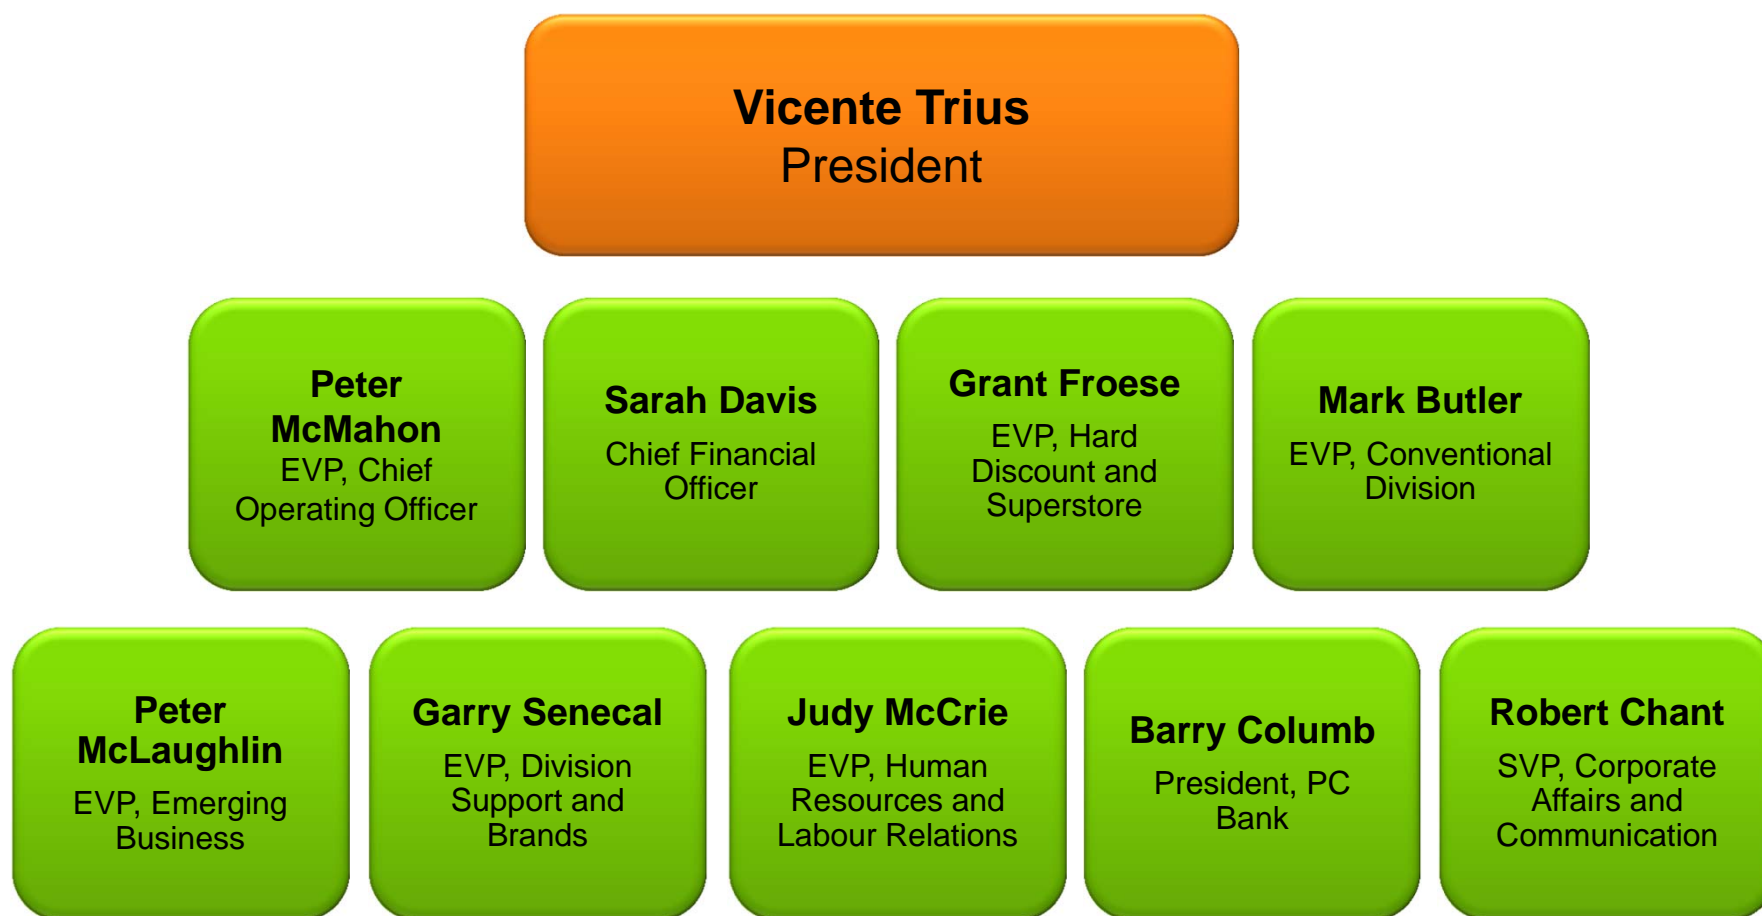 Vicente Trius
President
Peter
McMahon
EVP, Chief
Operating Officer
Sarah Davis
Chief Financial
Officer
Grant Froese
EVP, Hard
Discount and
Superstore
Mark Butler
EVP, Conventional
Division
Peter
McLaughlin
EVP, Emerging
Business
Garry Senecal
EVP, Division
Support and
Brands
Judy McCrie
EVP, Human
Resources and
Labour Relations
Barry Columb
President, PC
Bank
Robert Chant
SVP, Corporate
Affairs and
Communication